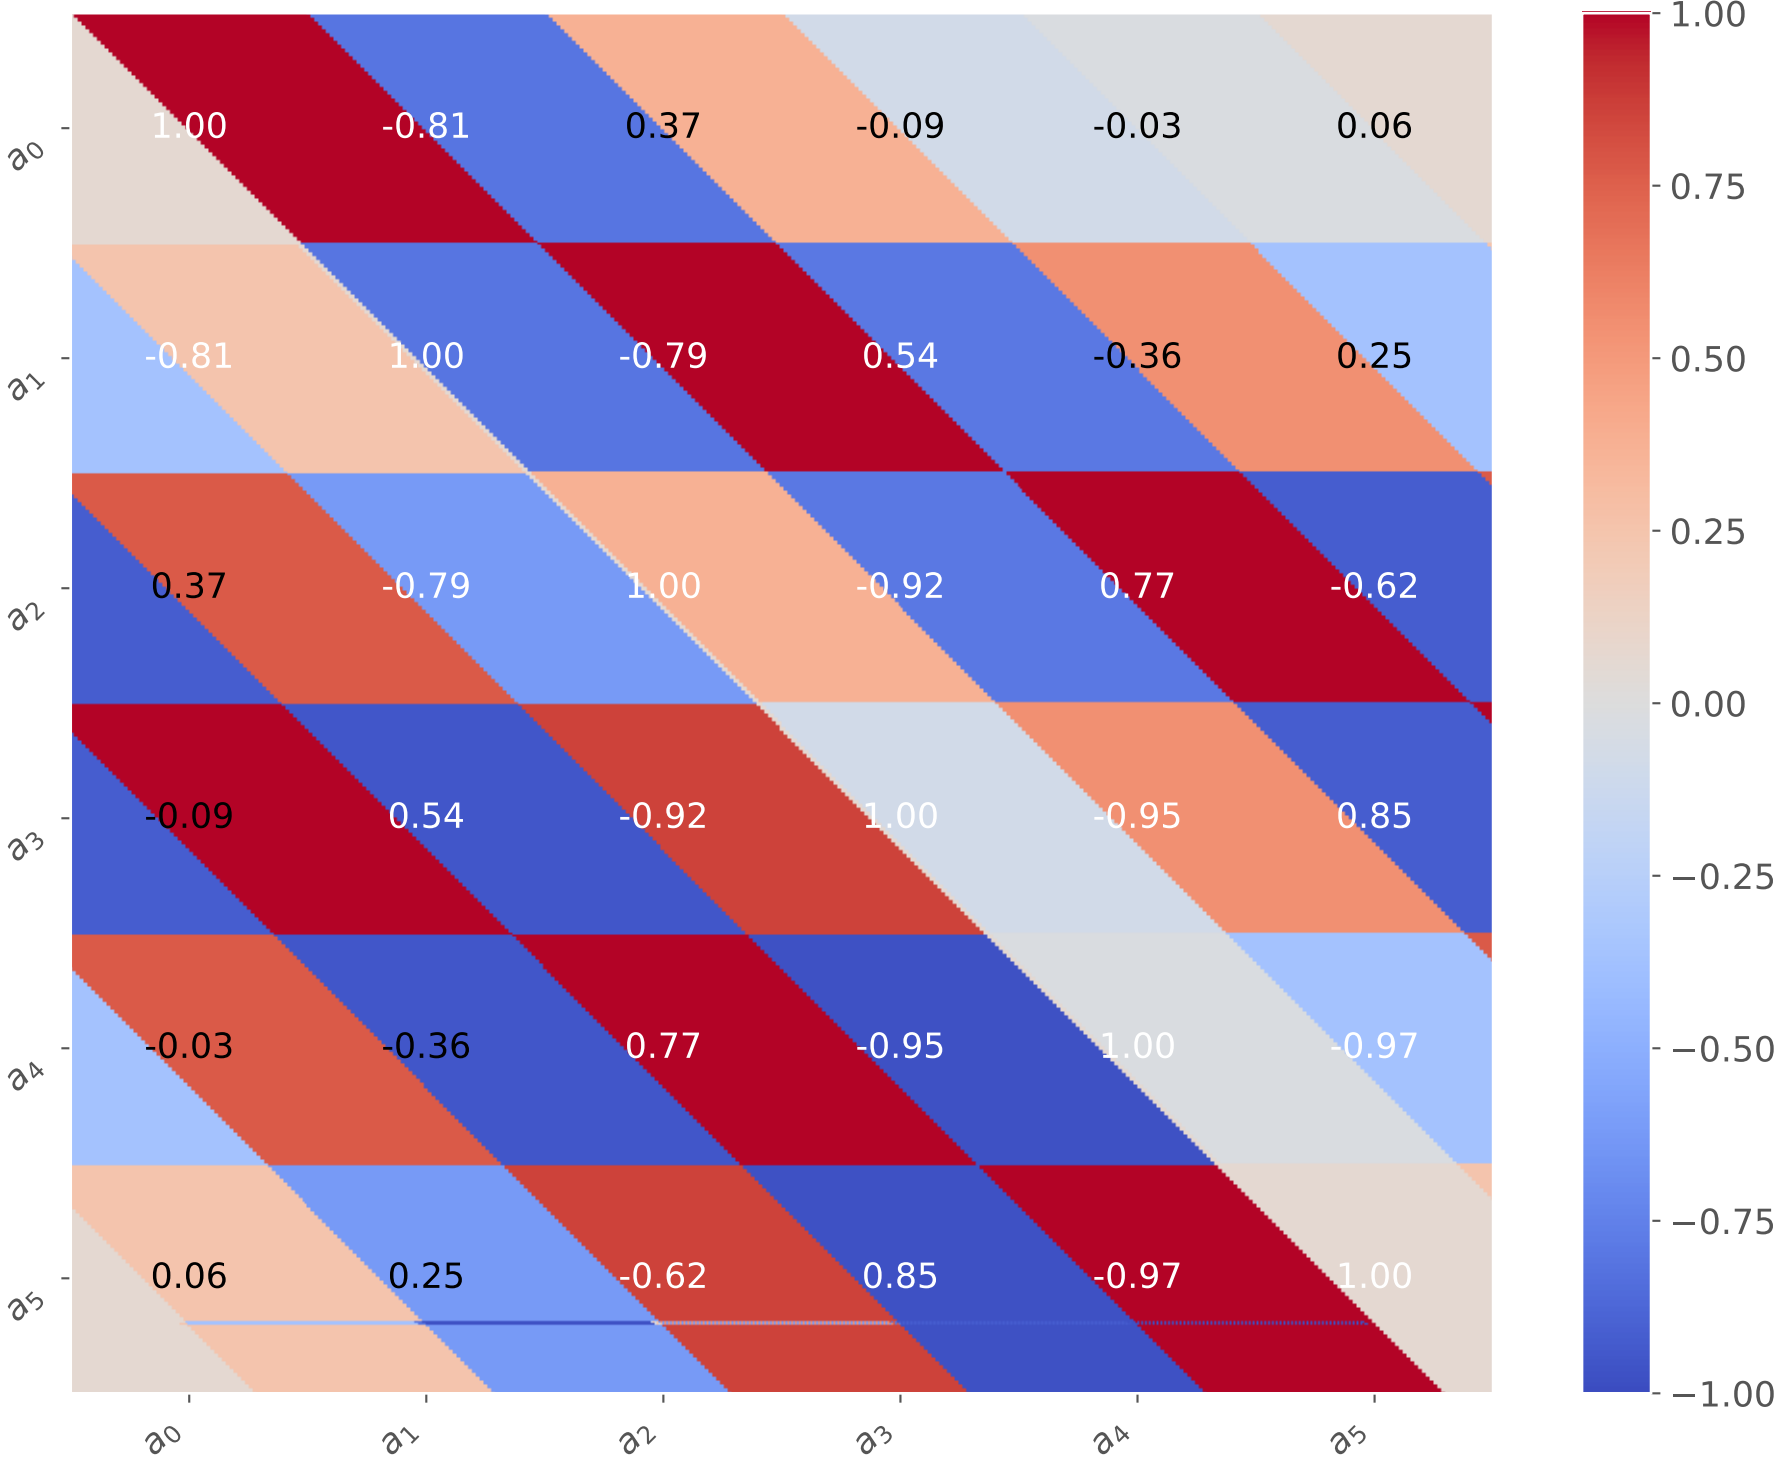 1.00
a0 1.00 -0.81 0.37 -0.09 -0.03 0.06
0.75
a1 -0.81 1.00 -0.79 0.54 -0.36 0.25
0.50
0.25
a2 0.37 -0.79 1.00 -0.92 0.77 -0.62
0.00
a3 -0.09 0.54 -0.92 1.00 -0.95 0.85
−0.25
a4 -0.03 -0.36 0.77 -0.95 1.00 -0.97
−0.50
−0.75
a5 0.06 0.25 -0.62 0.85 -0.97 1.00
−1.00
a0 a1 a2 a3 a4 a5